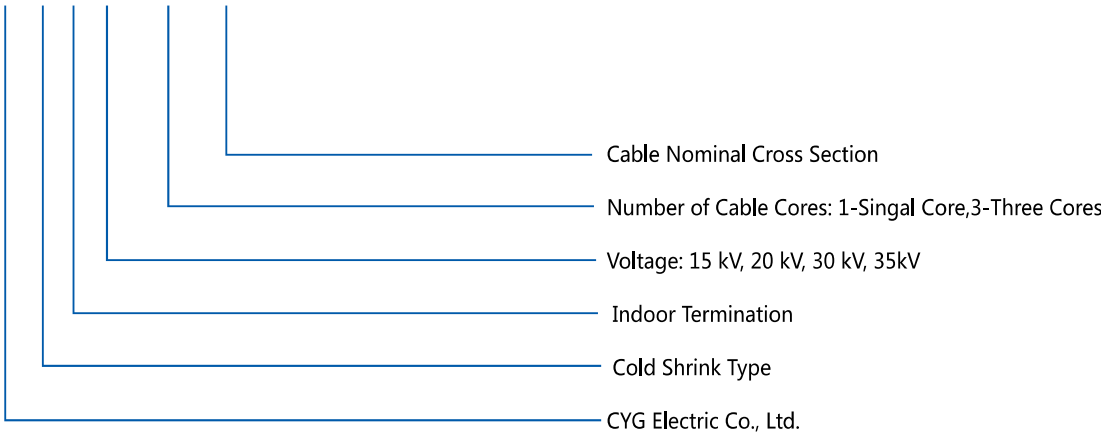 Cable Nominal Cross Section
Number of Cable Cores: 1-Singal Core,3-Three Cores
Voltage: 15 kV, 20 kV, 30 kV, 35kV
Indoor Termination
Cold Shrink Type
CYG Electric Co., Ltd.